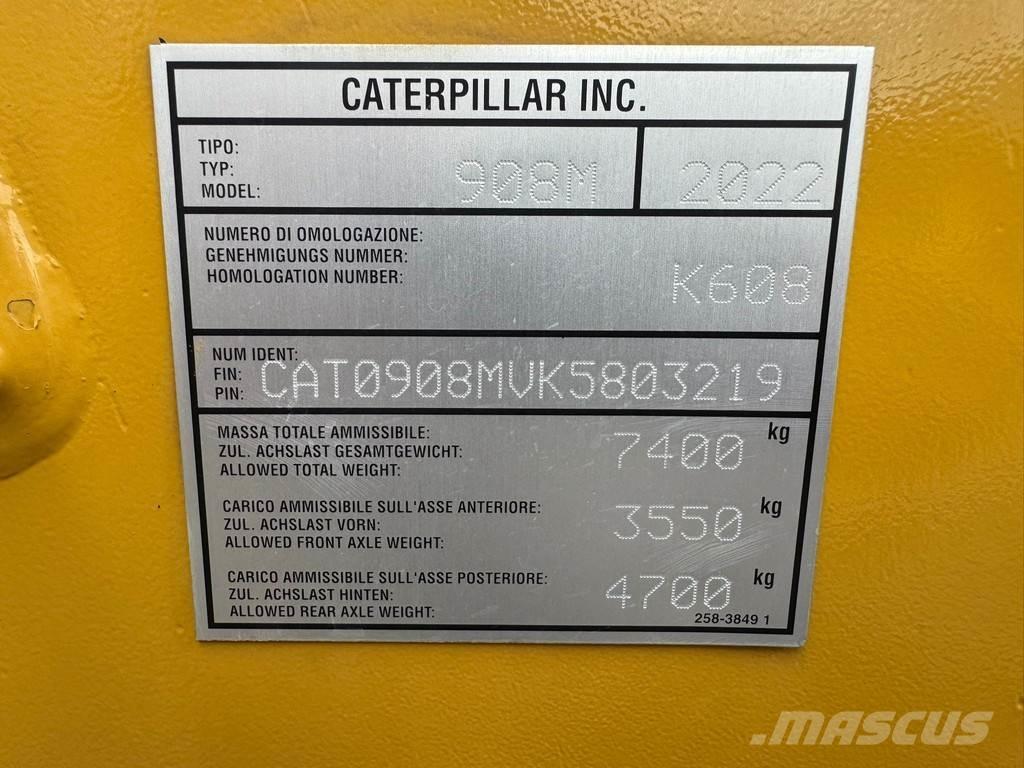 CATERPILLAR INC.
TIPO:
TYP:
MODEL: 908M 2022
NUMERO DI OMOLOGAZIONE:
GENEHMIGUNGS NUMMER:
HOMOLOGATION NUMBER: K608
NUM IDENT:
FIN: CAT0908MVK5803219
PIN:
MASSA TOTALE AMMISSIBILE:
ZUL. ACHSLAST GESAMTGEWICHT: 7400 kg
ALLOWED TOTAL WEIGHT:
CARICO AMMISSIBILE SULL'ASSE ANTERIORE:
ZUL. ACHSLAST VORN: 3550 kg
ALLOWED FRONT AXLE WEIGHT:
CARICO AMMISSIBILE SULL'ASSE POSTERIORE:
ZUL. ACHSLAST HINTEN: 4700 kg
ALLOWED REAR AXLE WEIGHT:
258-3849 1
MASCUS